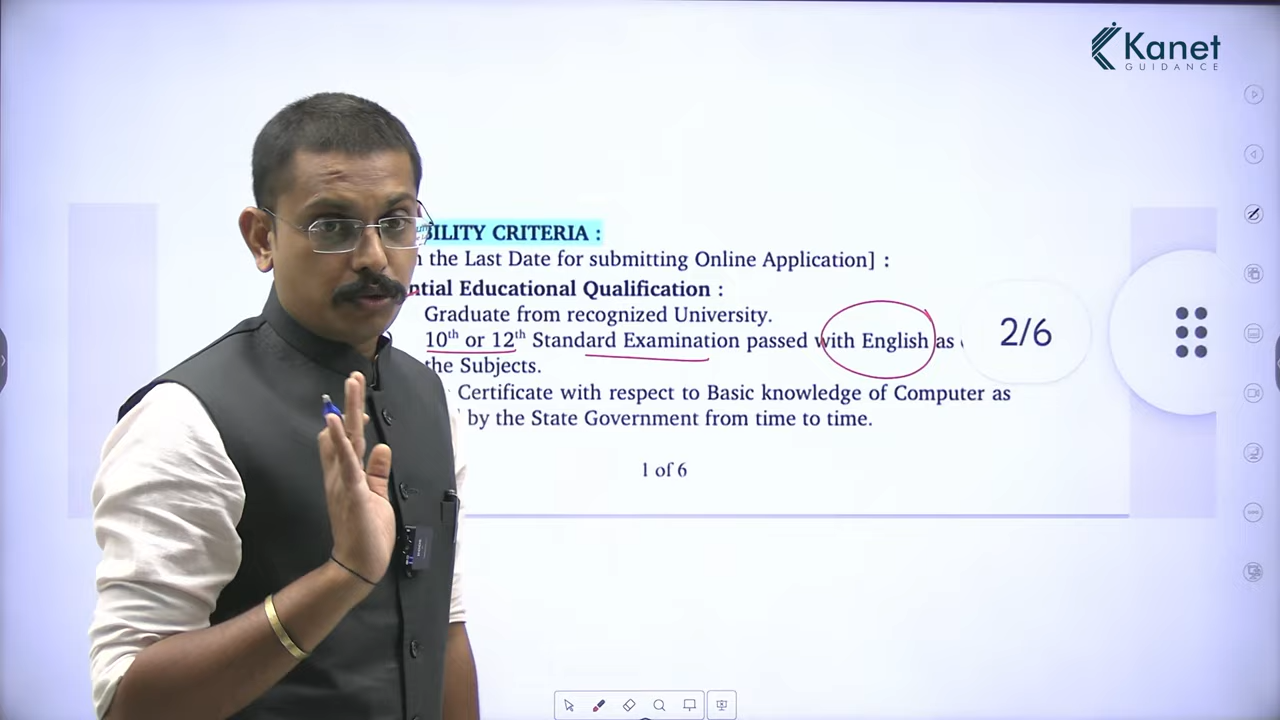 Kanet
GUIDANCE
BILITY CRITERIA :
the Last Date for submitting Online Application] :
ntial Educational Qualification :
Graduate from recognized University.
10th or 12th Standard Examination passed with English as
the Subjects.
Certificate with respect to Basic knowledge of Computer as
by the State Government from time to time.
2/6
1 of 6